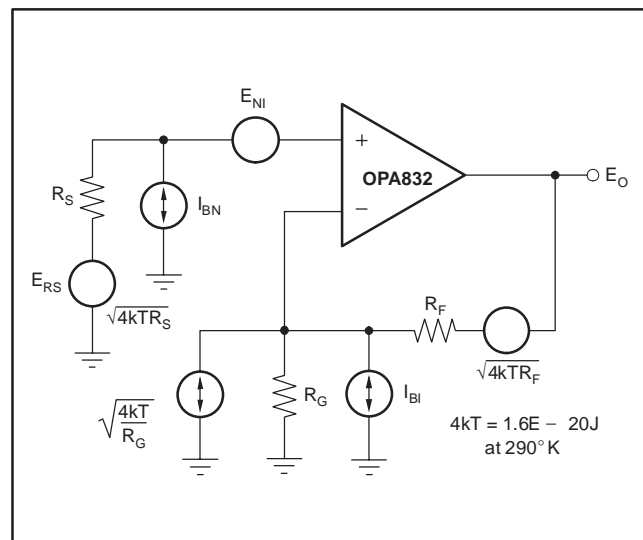 E_NI
+
OPA832
−
E_O
R_S
I_BN
E_RS
√4kTR_S
R_F
√4kTR_F
√4kT/R_G
R_G
I_BI
4kT = 1.6E − 20J
at 290°K